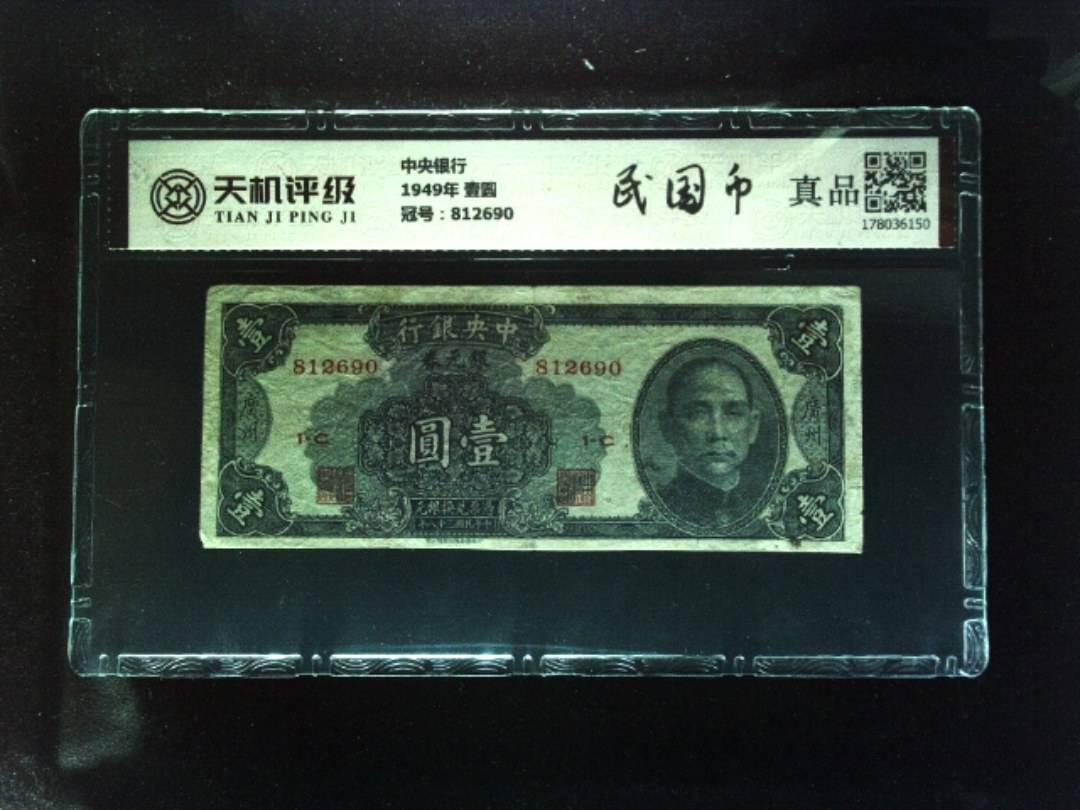 天机评级
TIAN JI PING JI
中央银行
1949年 壹圆
冠号：812690
民国币
真品
178036150
壹
行銀央中
壹
812690
券元銀
812690
廣州
圓壹
廣州
1-C
1-C
壹
壹